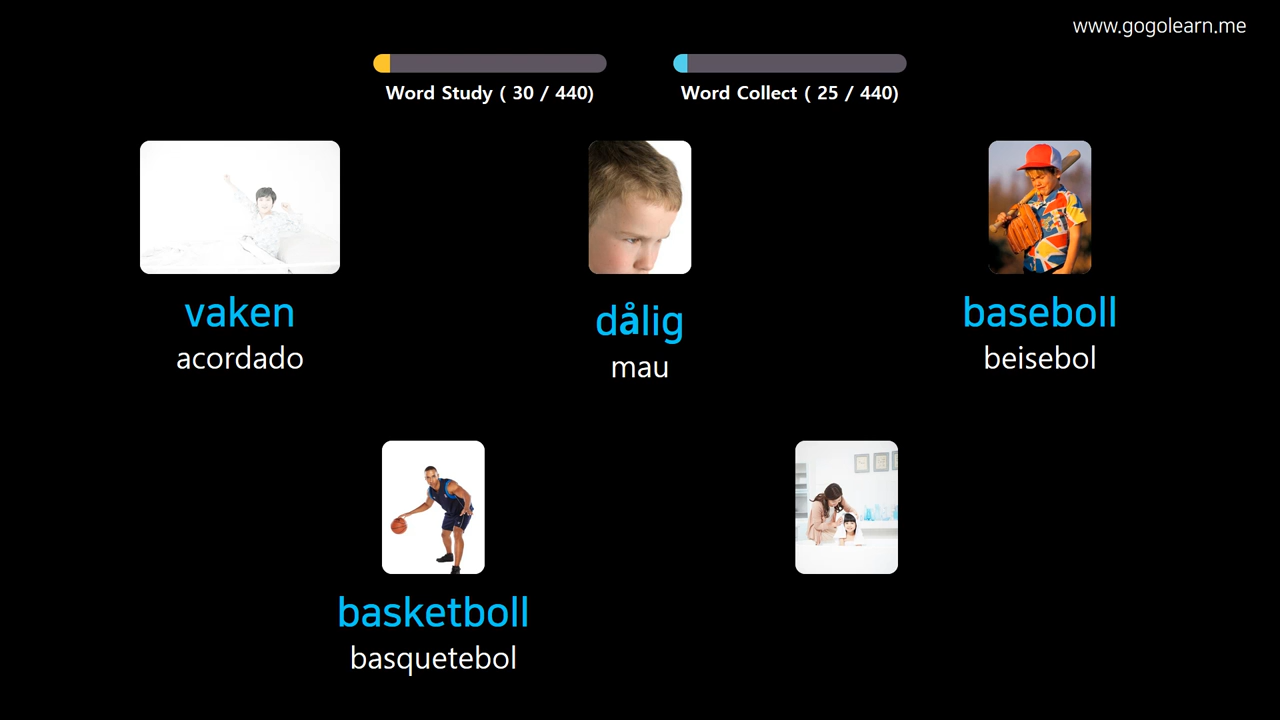 www.gogolearn.me
Word Study ( 30 / 440)
Word Collect ( 25 / 440)
vaken
acordado
dålig
mau
baseboll
beisebol
basketboll
basquetebol